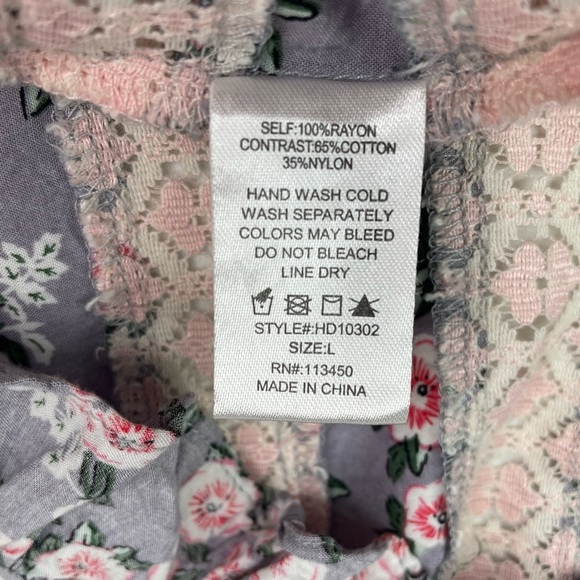 SELF:100%RAYON
CONTRAST:65%COTTON
35%NYLON
HAND WASH COLD
WASH SEPARATELY
COLORS MAY BLEED
DO NOT BLEACH
LINE DRY
STYLE#:HD10302
SIZE:L
RN#:113450
MADE IN CHINA